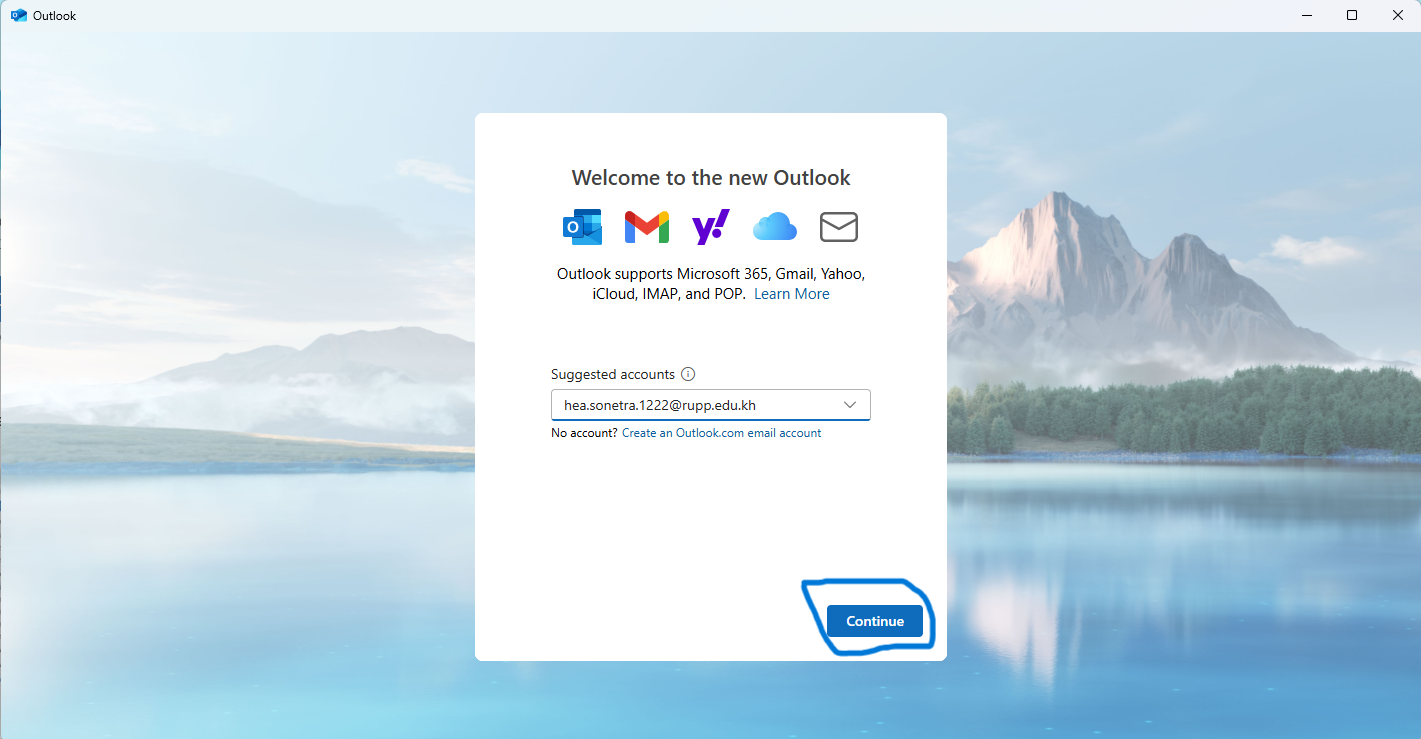 Outlook
Welcome to the new Outlook
Outlook supports Microsoft 365, Gmail, Yahoo,
iCloud, IMAP, and POP. Learn More
Suggested accounts
hea.sonetra.1222@rupp.edu.kh
No account? Create an Outlook.com email account
Continue